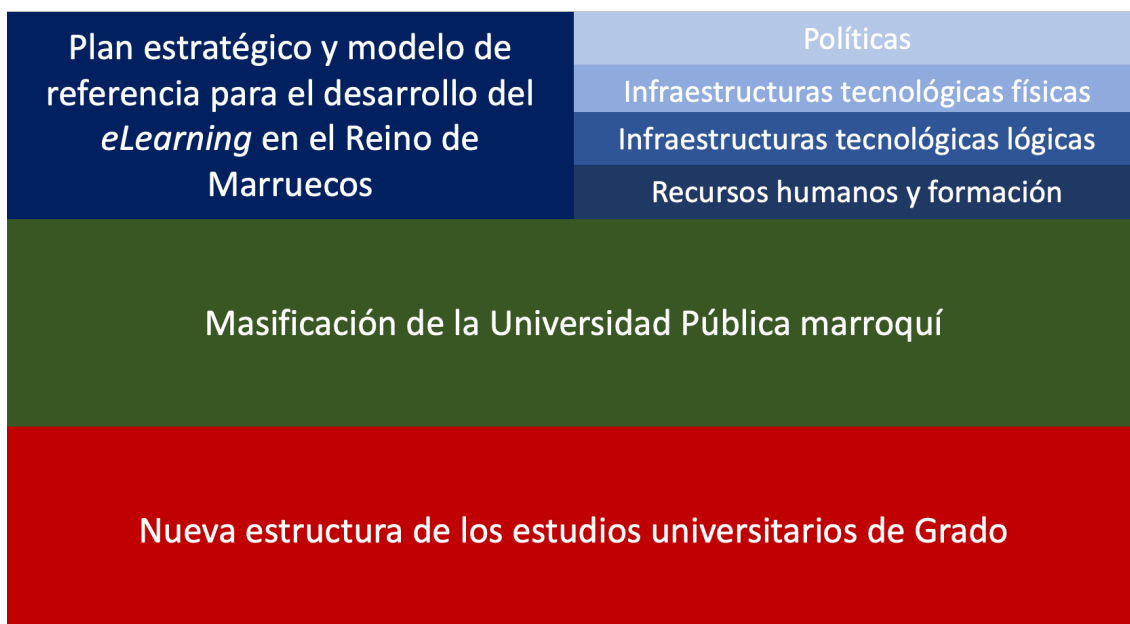 Plan estratégico y modelo de
referencia para el desarrollo del
eLearning en el Reino de
Marruecos
Políticas
Infraestructuras tecnológicas físicas
Infraestructuras tecnológicas lógicas
Recursos humanos y formación
Masificación de la Universidad Pública marroquí
Nueva estructura de los estudios universitarios de Grado